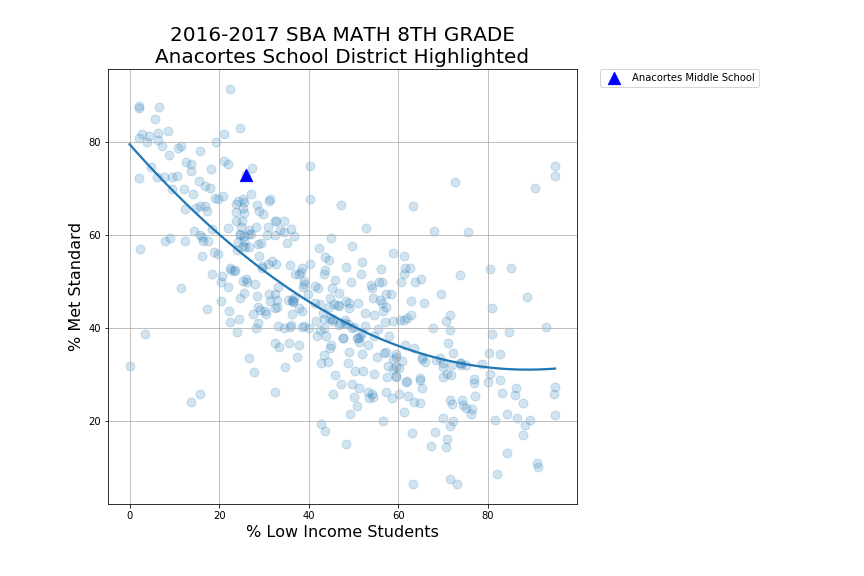 2016-2017 SBA MATH 8TH GRADE
Anacortes School District Highlighted
Anacortes Middle School
% Met Standard
80
60
40
20
0
20
40
60
80
% Low Income Students